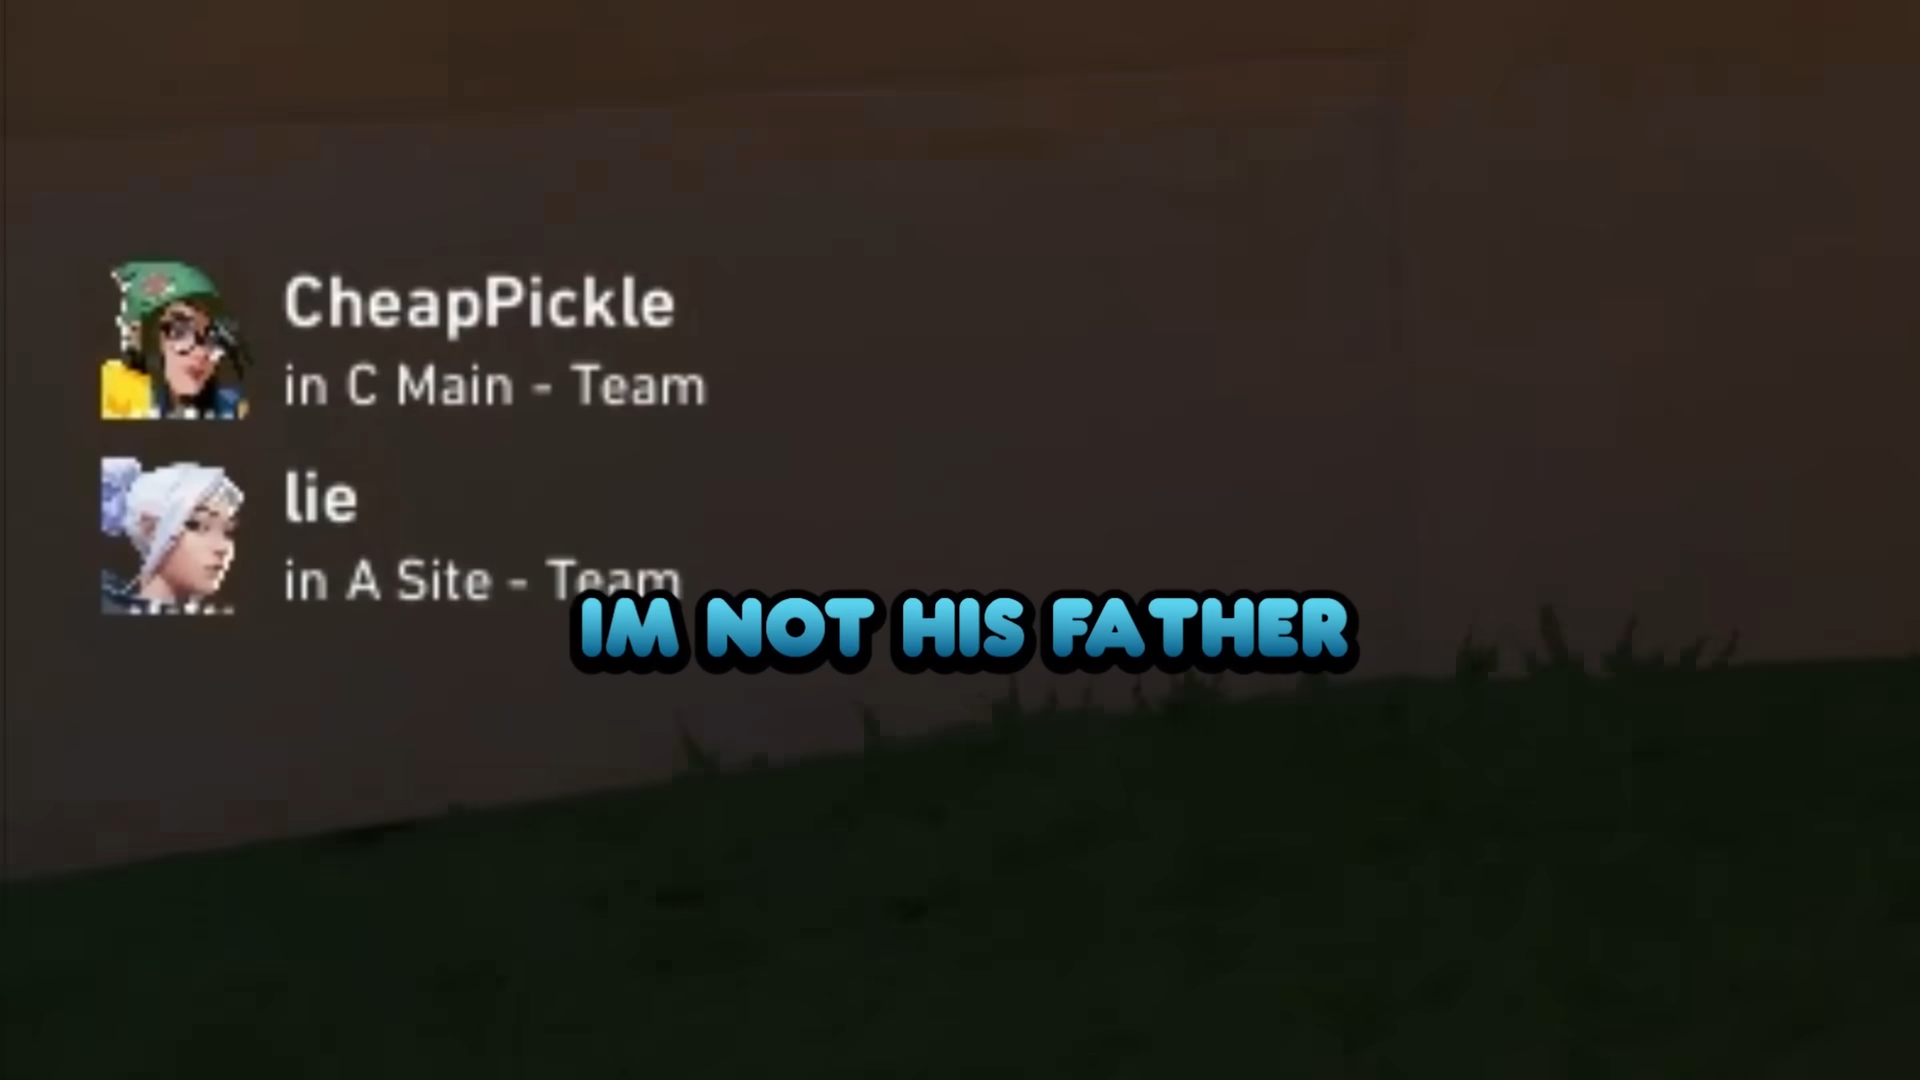 CheapPickle
in C Main - Team
lie
in A Site - Team
IM NOT HIS FATHER